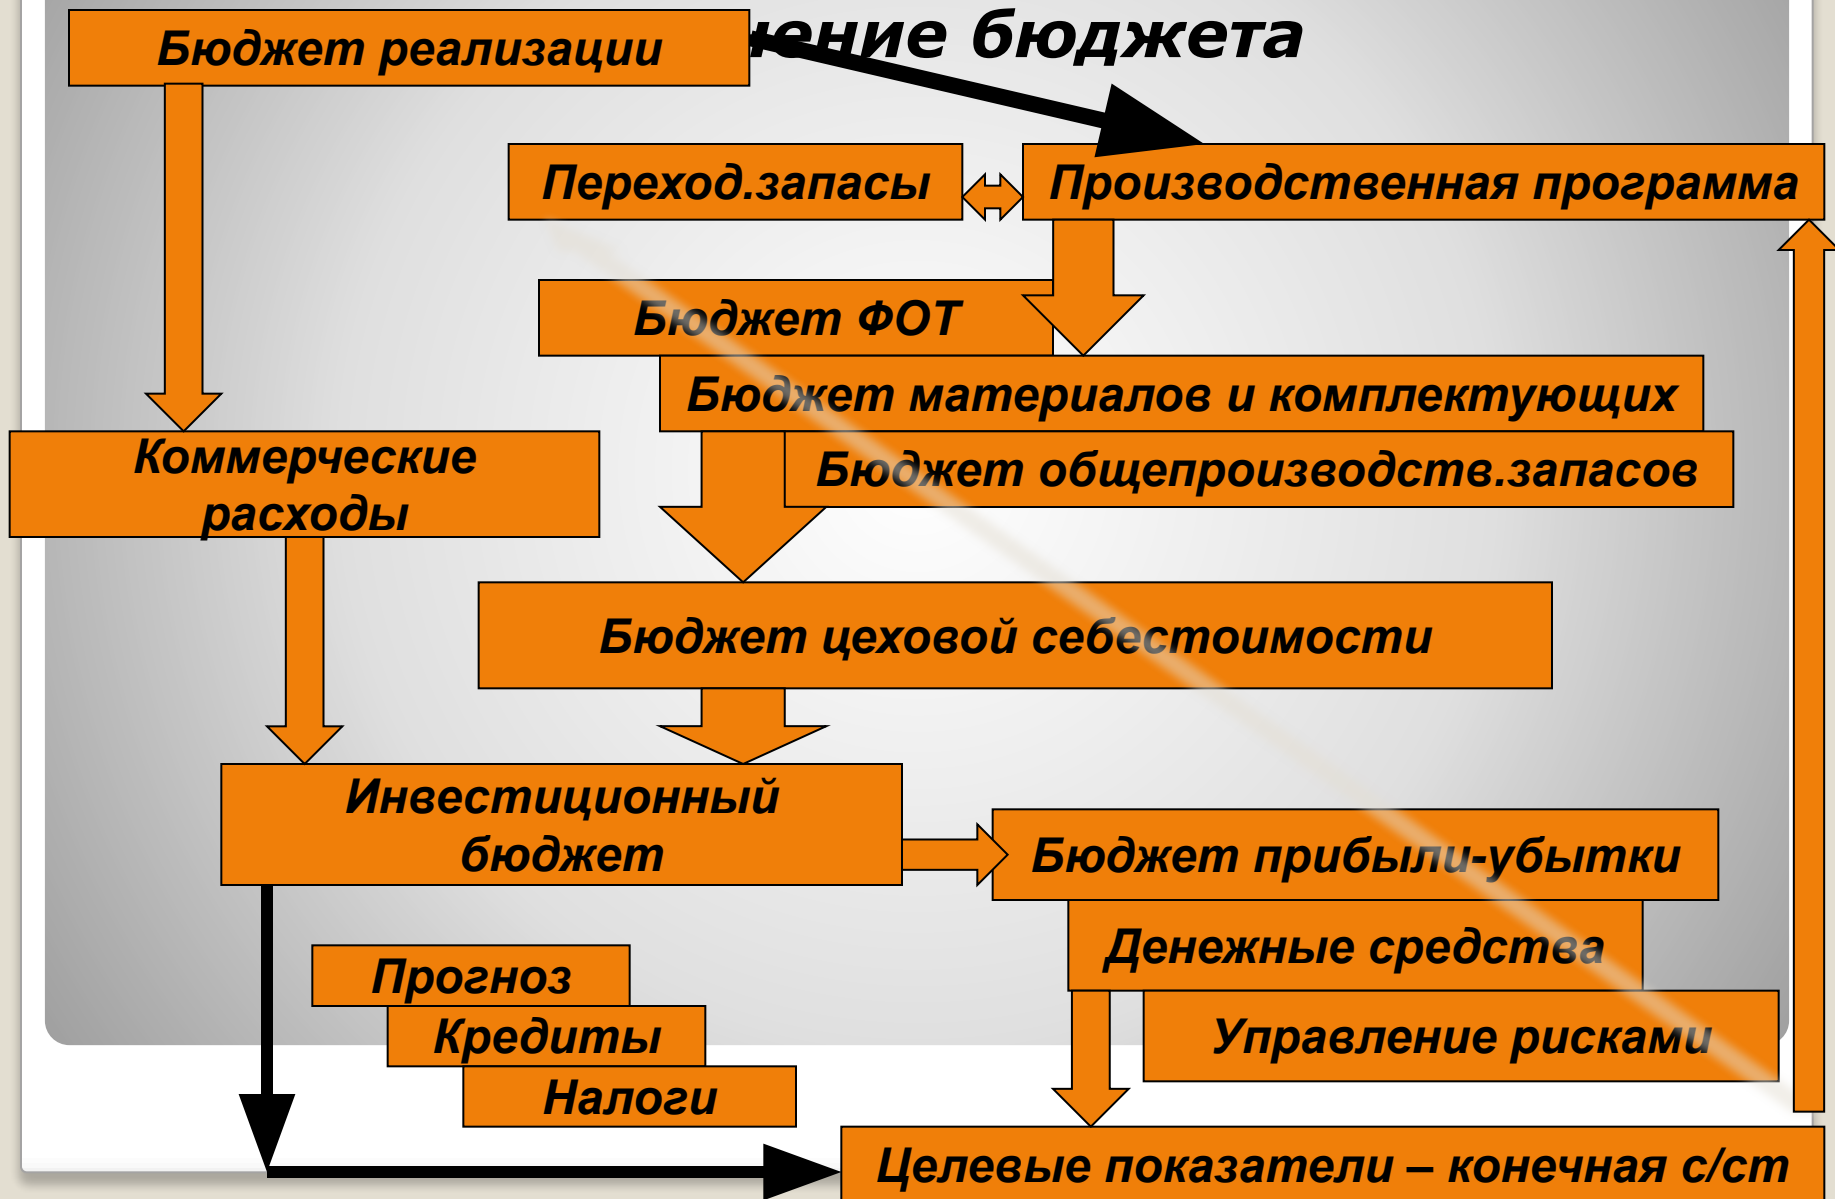 Бюджет реализации
ение бюджета
Переход.запасы
Производственная программа
Бюджет ФОТ
Бюджет материалов и комплектующих
Коммерческие
расходы
Бюджет общепроизводств.запасов
Бюджет цеховой себестоимости
Инвестиционный
бюджет
Бюджет прибыли-убытки
Денежные средства
Прогноз
Кредиты
Управление рисками
Налоги
Целевые показатели – конечная с/ст